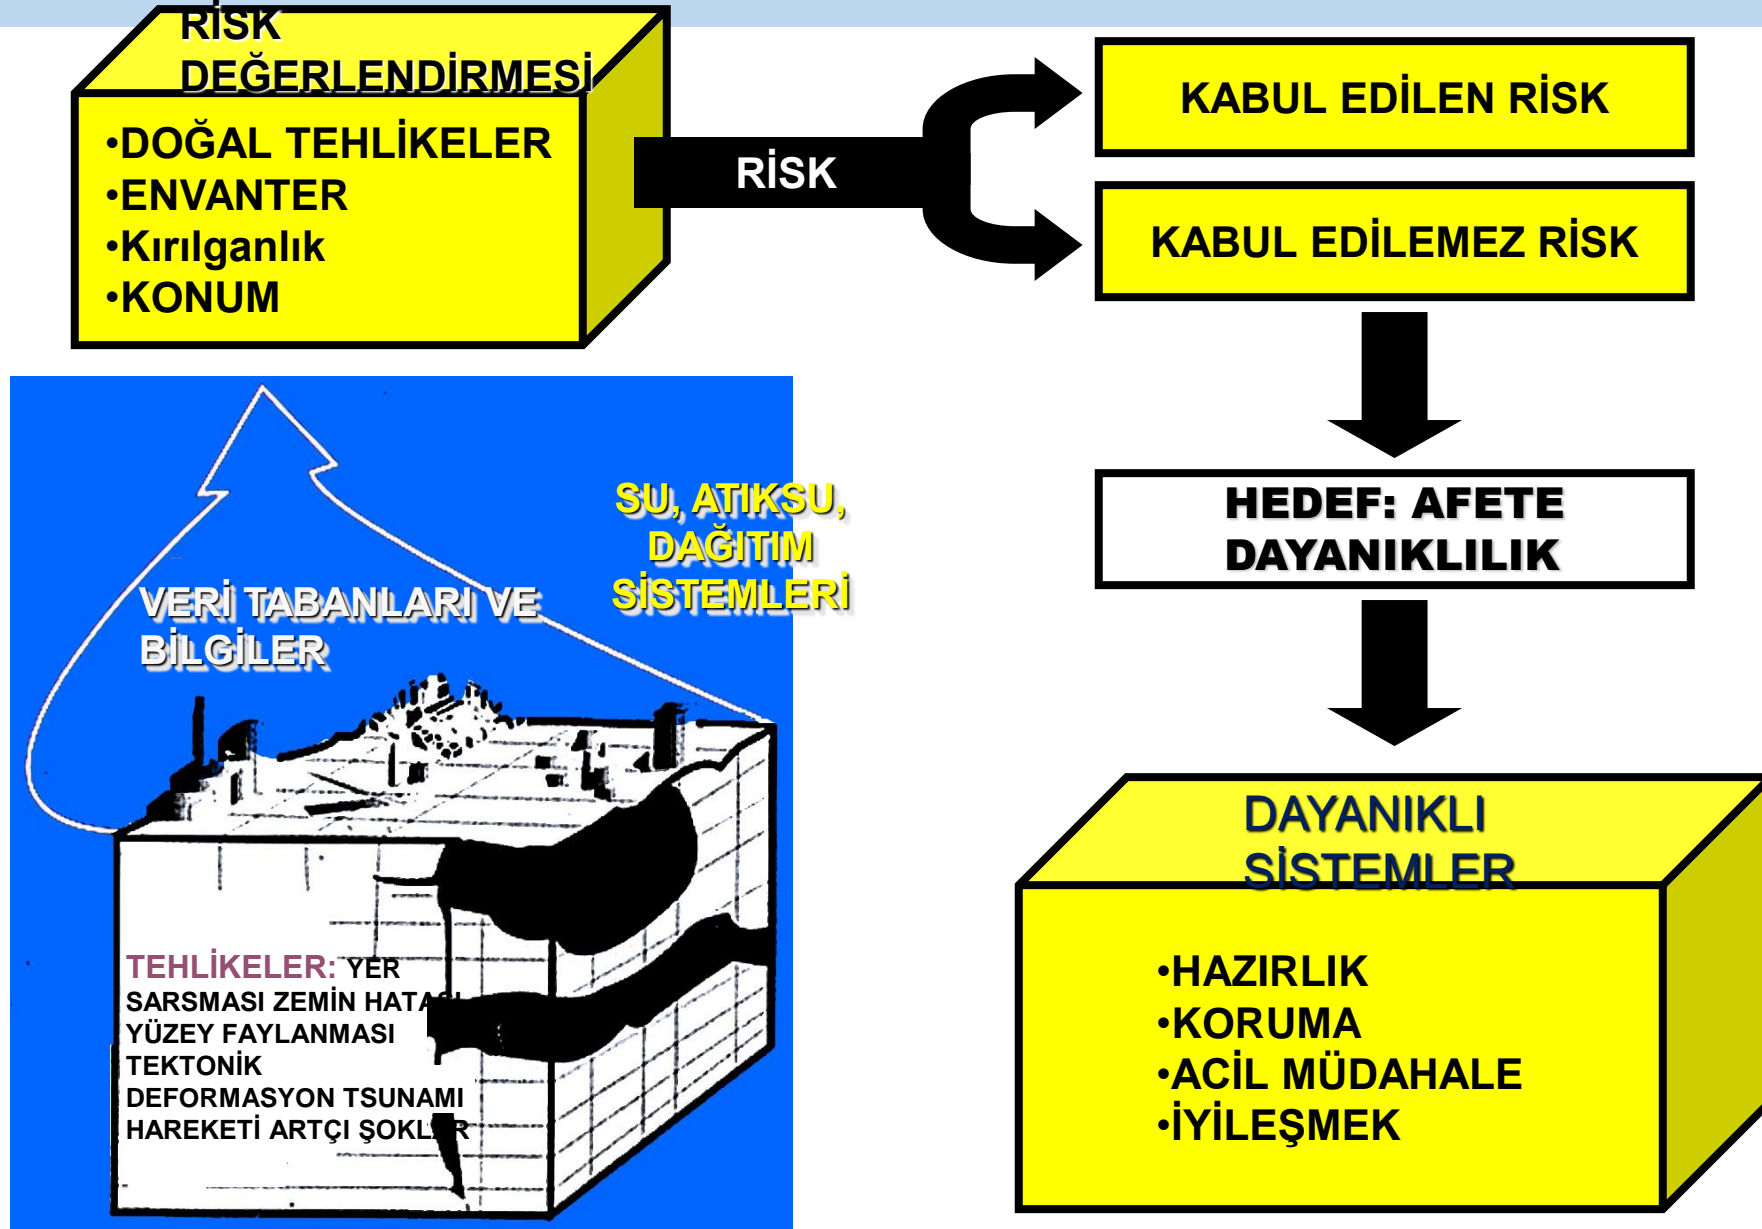 RİSK
DEĞERLENDİRMESİ
•DOĞAL TEHLİKELER
•ENVANTER
•Kırılganlık
•KONUM
RİSK
KABUL EDİLEN RİSK
KABUL EDİLEMEZ RİSK
HEDEF: AFETE
DAYANIKLILIK
SU, ATIKSU,
DAĞITIM
SİSTEMLERİ
VERİ TABANLARI VE
BİLGİLER
TEHLİKELER: YER
SARSMASI ZEMİN HATASI
YÜZEY FAYLANMASI
TEKTONİK
DEFORMASYON TSUNAMI
HAREKETİ ARTÇI ŞOKLAR
DAYANIKLI
SİSTEMLER
•HAZIRLIK
•KORUMA
•ACİL MÜDAHALE
•İYİLEŞMEK